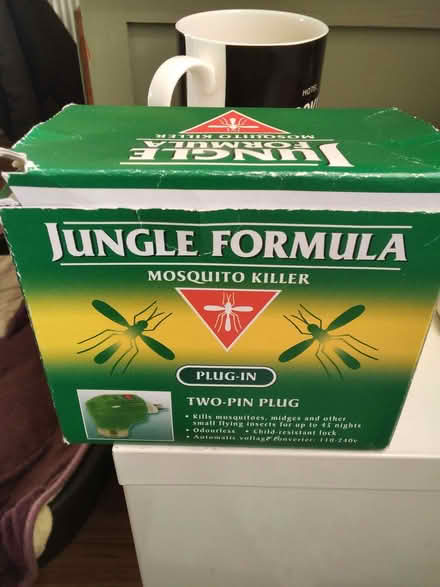 HOTEL
MOSQUITO KILLER
JUNGLE
FORMULA
JUNGLE FORMULA
MOSQUITO KILLER
PLUG-IN
TWO-PIN PLUG
• Kills mosquitoes, midges and other
small flying insects for up to 45 nights
• Odourless • Child-resistant lock
• Automatic voltage converter: 110-240v